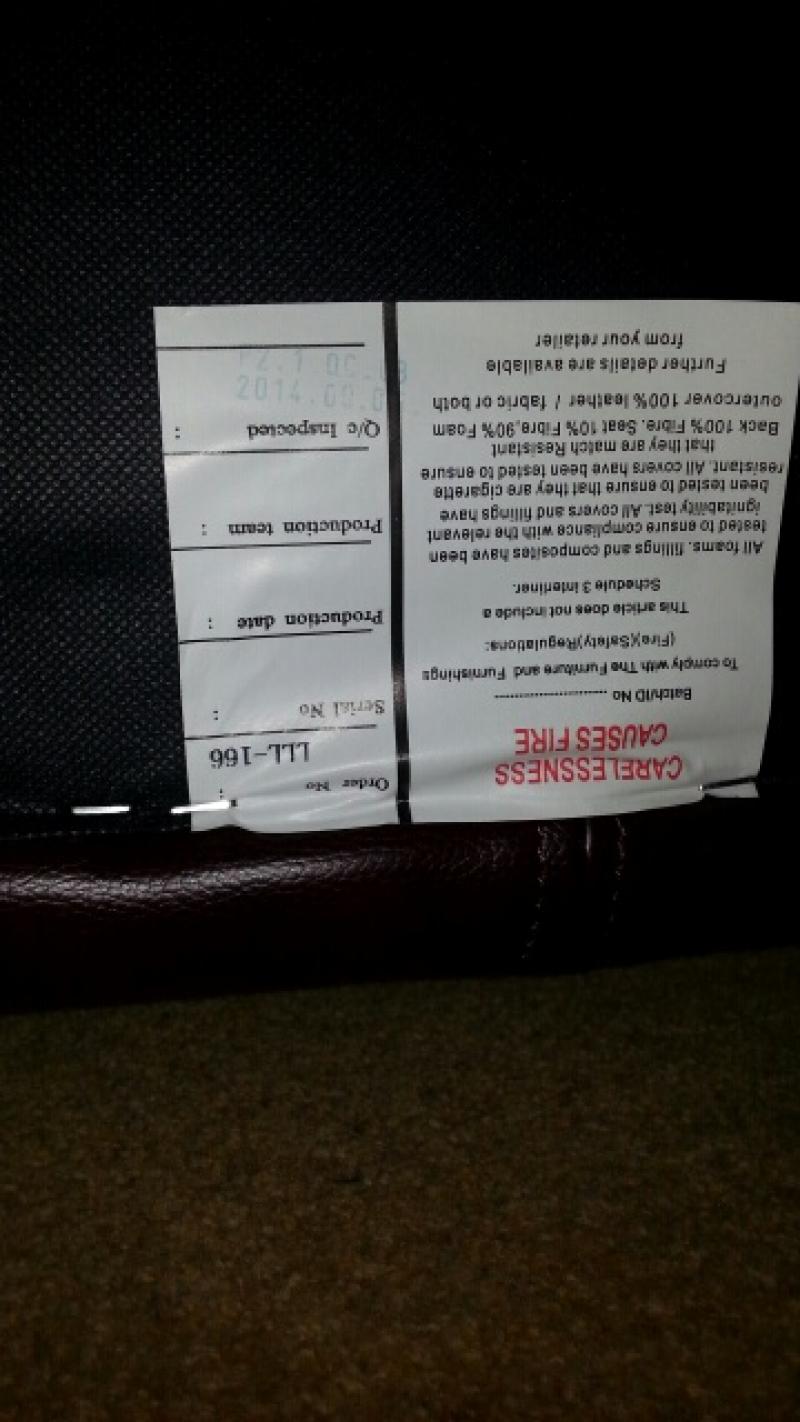 CARELESSNESS
CAUSES FIRE
Batch/ID No ............................
To comply with The Furniture and Furnishings
(Fire)(Safety)Regulations:
This article does not include a
Schedule 3 interliner.
All foams. fillings and composites have been
tested to ensure compliance with the relevant
ignitability test. All covers and fillings have
been tested to ensure that they are cigarette
resistant. All covers have been tested to ensure
that they are match Resistant
Back 100% Fibre. Seat 10% Fibre,90% Foam
outercover 100% leather / fabric or both
Further details are available
from your retailer
Order No :
LLL-166
Serial No :
Production date :
Production team :
Q/c Inspected :
2014.09.0